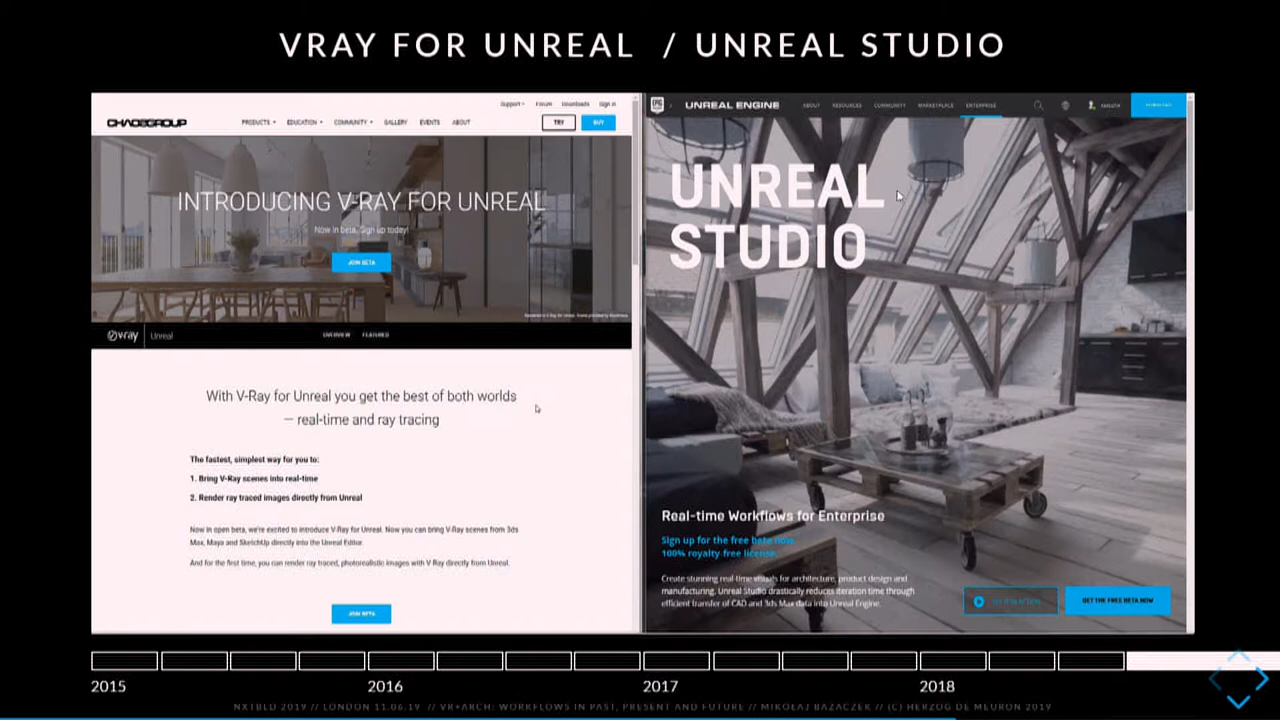 VRAY FOR UNREAL / UNREAL STUDIO
Support Forum Downloads Sign in
CHAOSGROUP PRODUCTS EDUCATION COMMUNITY GALLERY EVENTS ABOUT TRY BUY
INTRODUCING V-RAY FOR UNREAL
Now in beta. Sign up today!
JOIN BETA
v-ray Unreal OVERVIEW FEATURES
With V-Ray for Unreal you get the best of both worlds
— real-time and ray tracing
The fastest, simplest way for you to:
1. Bring V-Ray scenes into real-time
2. Render ray traced images directly from Unreal
Now in open beta, we're excited to introduce V-Ray for Unreal. Now you can bring V-Ray scenes from 3ds
Max, Maya and SketchUp directly into the Unreal Editor.
And for the first time, you can render ray traced, photorealistic images with V-Ray directly from Unreal.
JOIN BETA
UNREAL ENGINE ABOUT RESOURCES COMMUNITY MARKETPLACE ENTERPRISE DOWNLOAD
UNREAL
STUDIO
Real-time Workflows for Enterprise
Sign up for the free beta now.
100% royalty free license.
Create stunning real-time visuals for architecture, product design and
manufacturing. Unreal Studio drastically reduces iteration time through
efficient transfer of CAD and 3ds Max data into Unreal Engine.
GET THE FREE BETA NOW
2015 2016 2017 2018
NXTBLD 2019 // LONDON 11.06.19 // VR+ARCH: WORKFLOWS IN PAST, PRESENT AND FUTURE // MIKOLAJ BAZACZEK // (C) HERZOG DE MEURON 2019